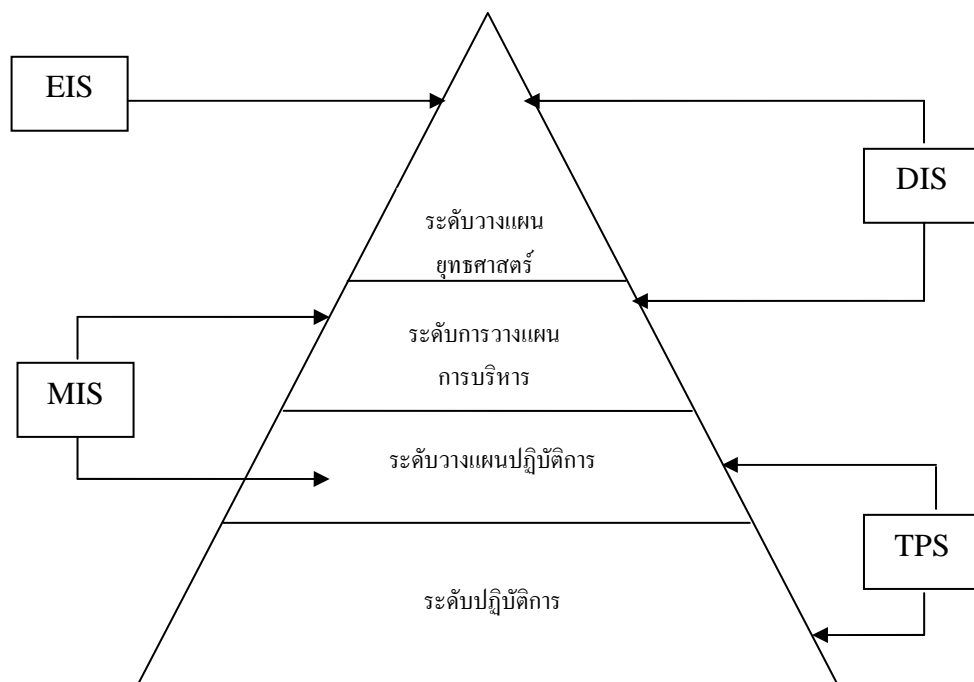 EIS
DIS
ระดับวางแผน
ยุทธศาสตร์
ระดับการวางแผน
การบริหาร
MIS
ระดับวางแผนปฏิบัติการ
TPS
ระดับปฏิบัติการ